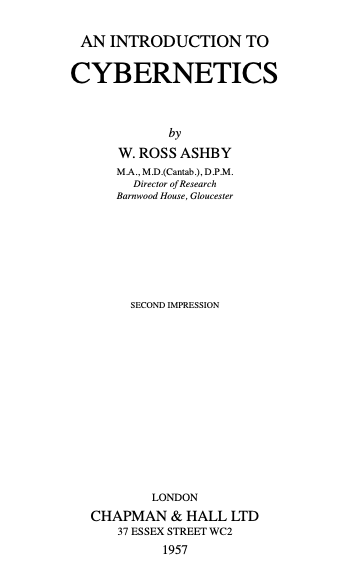 AN INTRODUCTION TO
CYBERNETICS
by
W. ROSS ASHBY
M.A., M.D.(Cantab.), D.P.M.
Director of Research
Barnwood House, Gloucester
SECOND IMPRESSION
LONDON
CHAPMAN & HALL LTD
37 ESSEX STREET WC2
1957